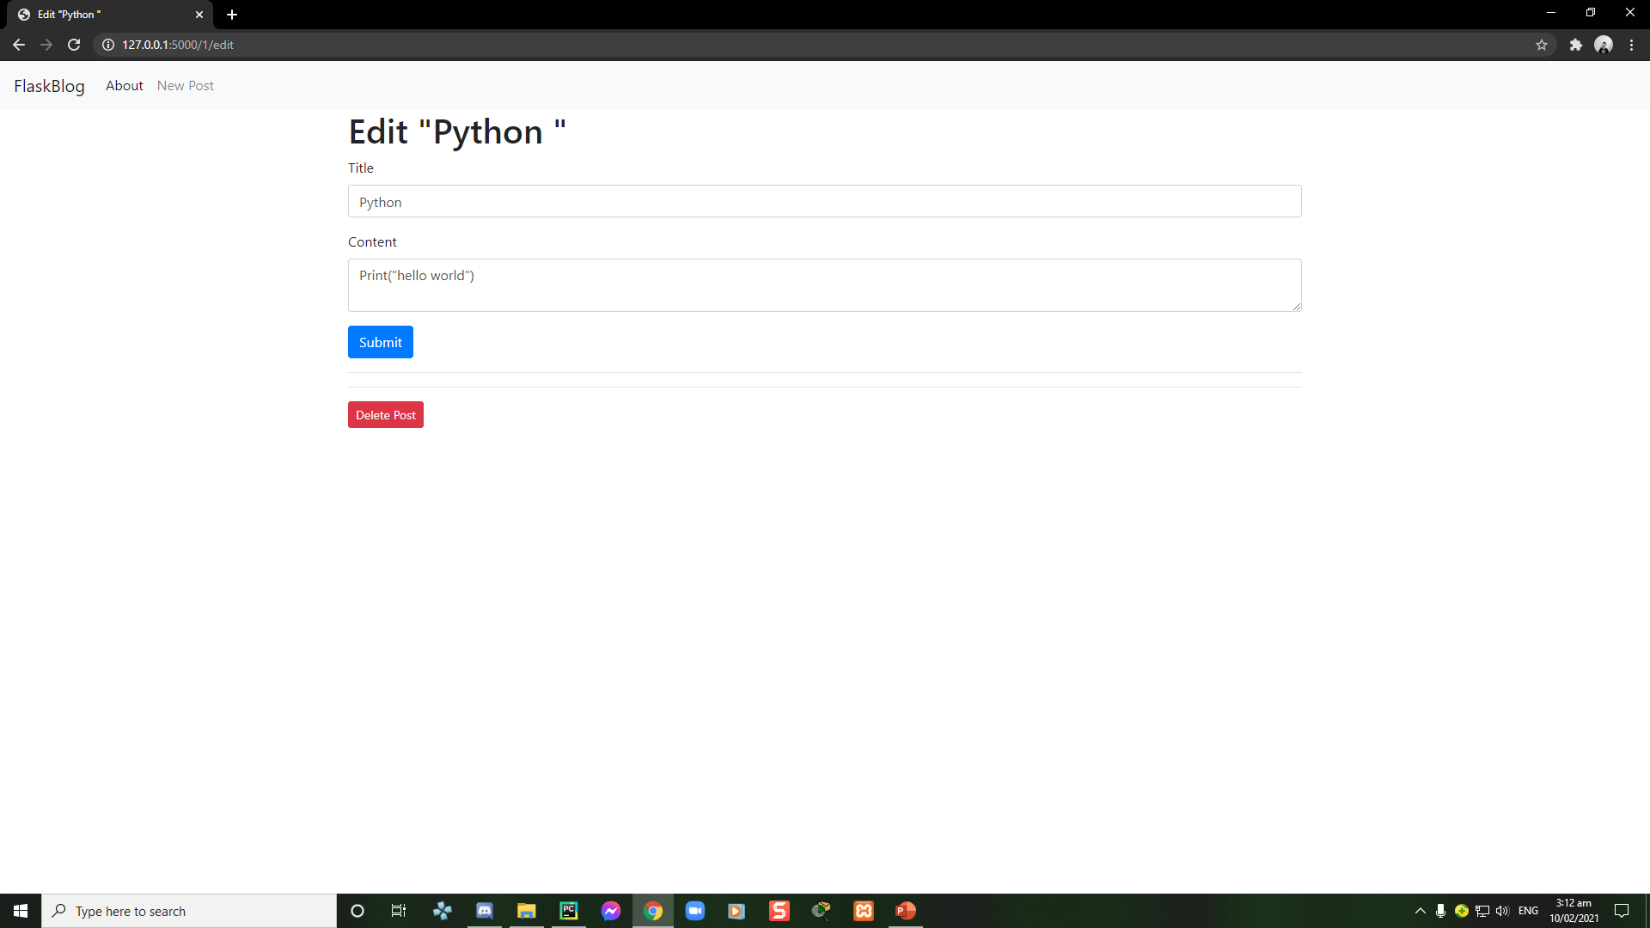 Edit "Python "
127.0.0.1:5000/1/edit
FlaskBlog About New Post
Edit "Python "
Title
Python
Content
Print("hello world")
Submit
Delete Post
Type here to search
PC
S
P
ENG
3:12 am
10/02/2021